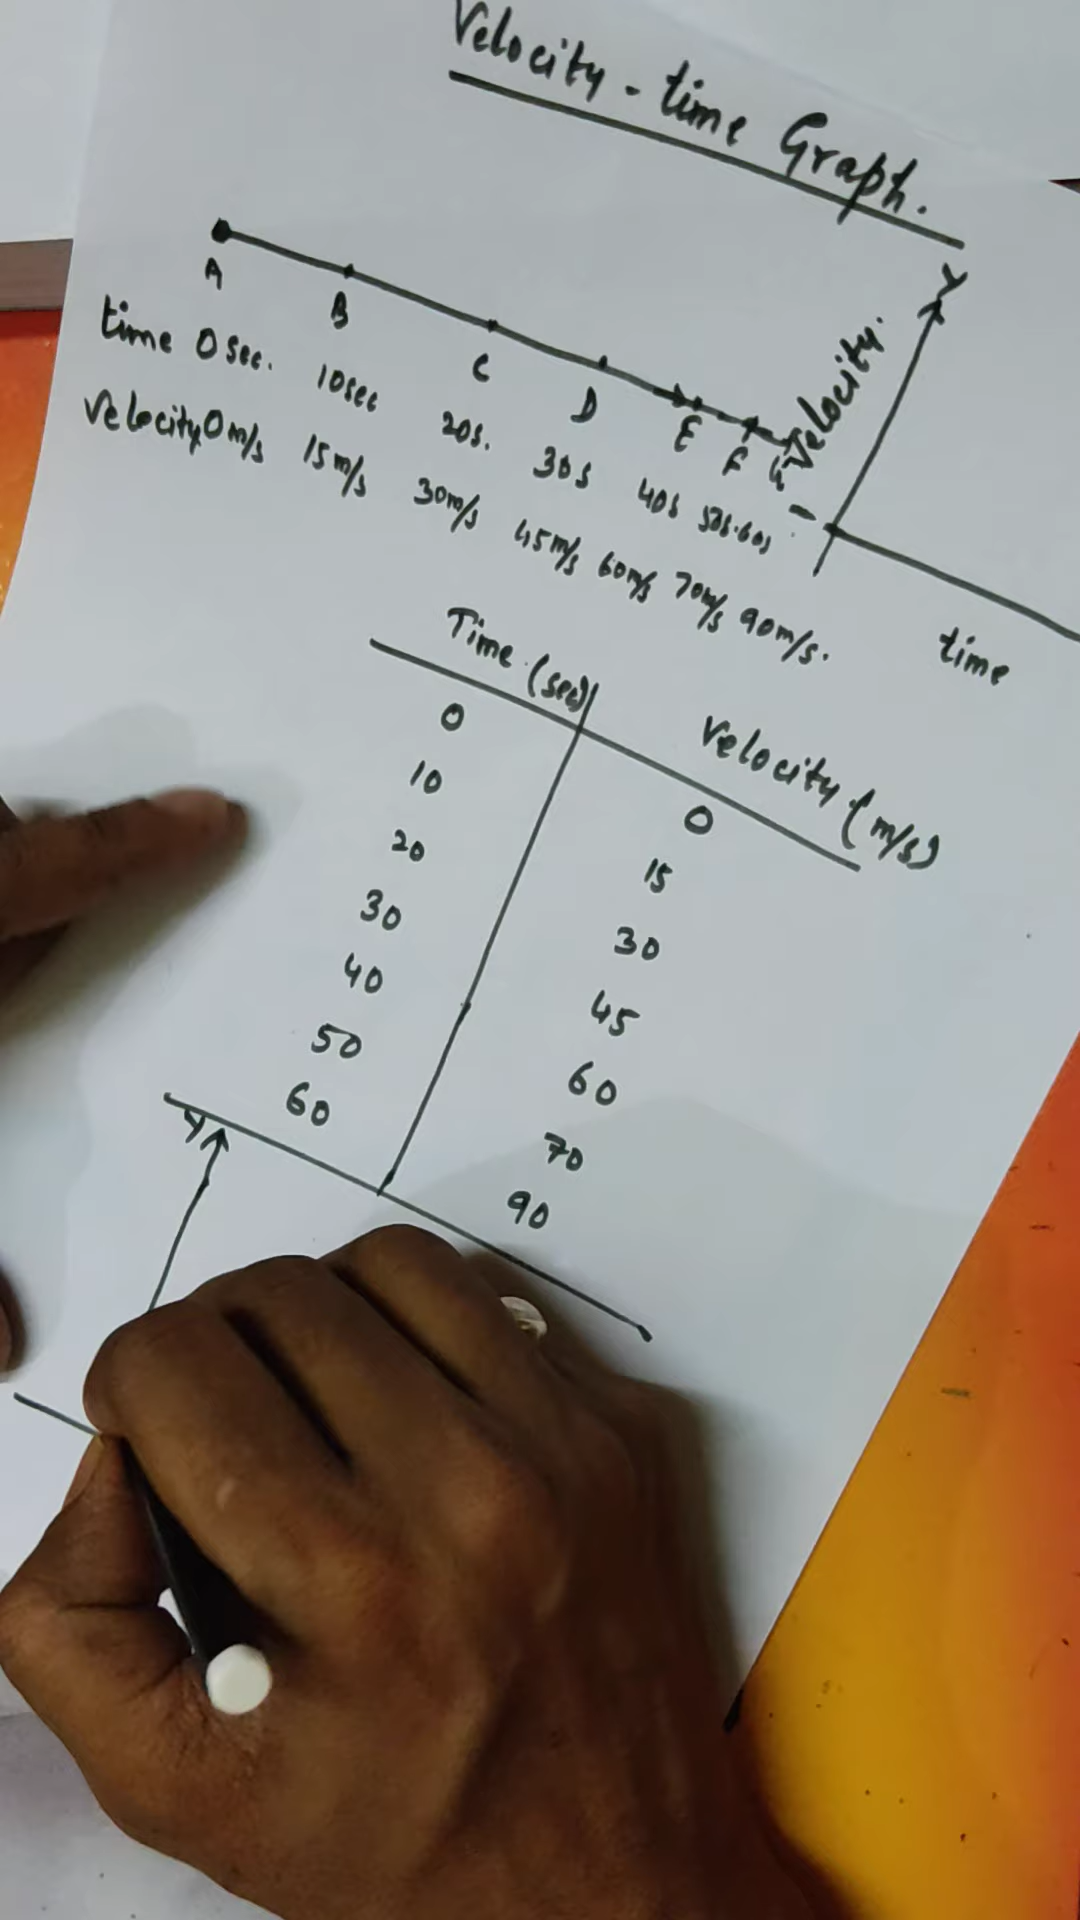 Velocity - time Graph.
A B C D E F G
time 0 sec. 10sec 20s. 30s 40s 50s. 60s
Velocity 0 m/s 15 m/s 30 m/s 45 m/s 60 m/s 70 m/s 90 m/s.
Y
Velocity.
time
Time (sec) Velocity (m/s)
0 0
10 15
20 30
30 45
40 60
50 70
60 90
Y